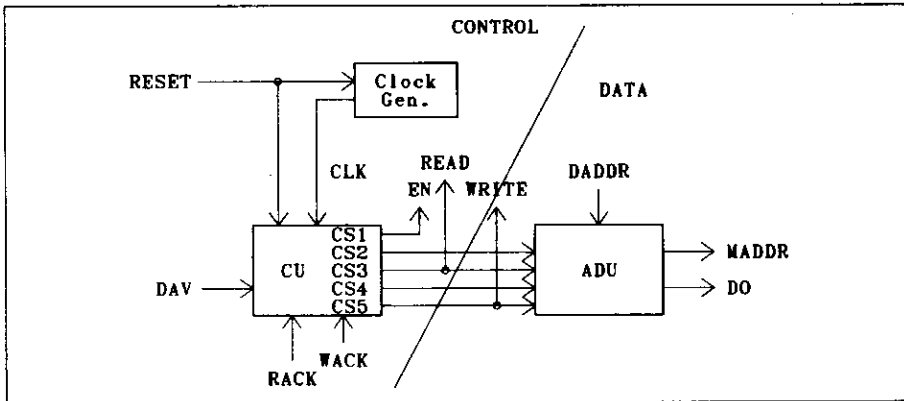 CONTROL
RESET
Clock
Gen.
DATA
READ
CLK
EN
WRITE
DADDR
CS1
CS2
CU
CS3
CS4
CS5
ADU
MADDR
DAV
DO
WACK
RACK